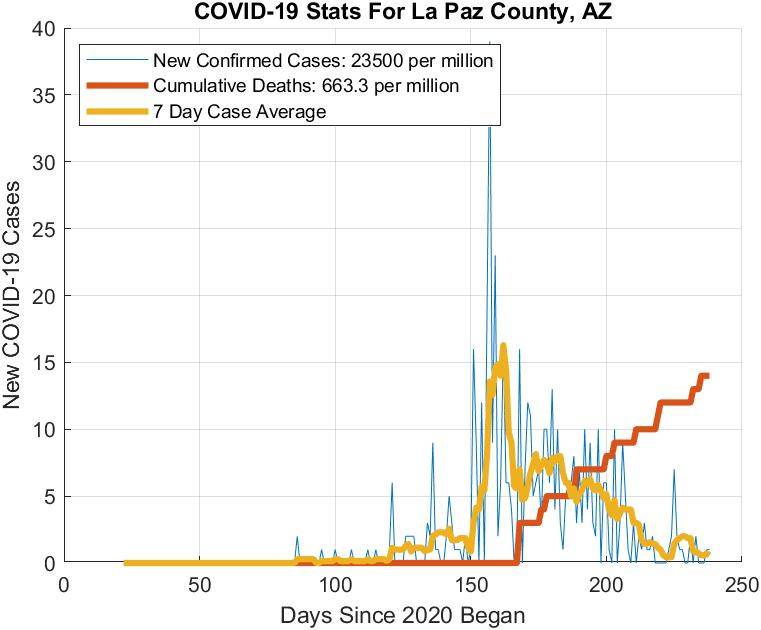 COVID-19 Stats For La Paz County, AZ
New Confirmed Cases: 23500 per million
Cumulative Deaths: 663.3 per million
7 Day Case Average
New COVID-19 Cases
40
35
30
25
20
15
10
5
0
0 50 100 150 200 250
Days Since 2020 Began